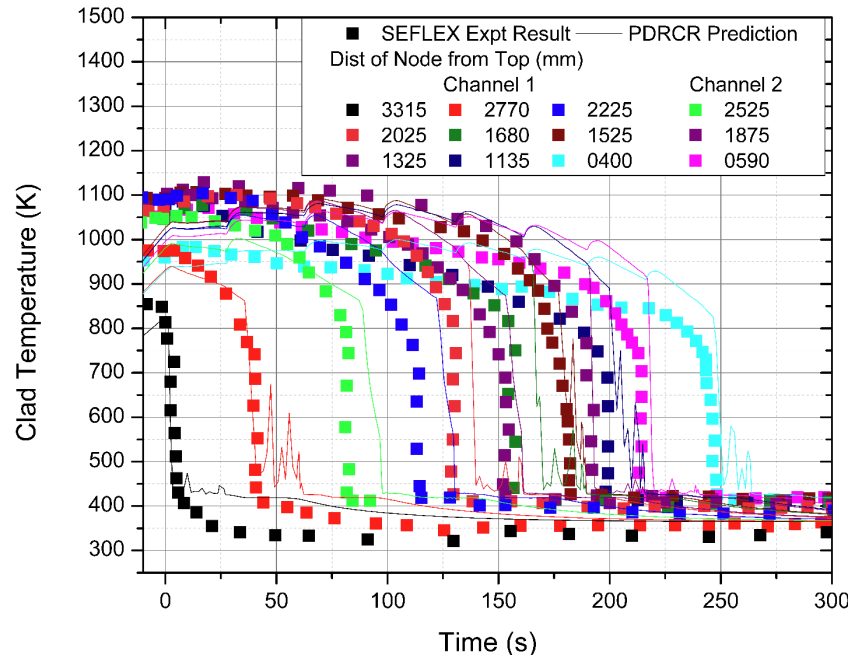 1500
1400
1300
1200
1100
1000
900
800
700
600
500
400
300
Clad Temperature (K)
SEFLEX Expt Result PDRCR Prediction
Dist of Node from Top (mm)
Channel 1 Channel 2
3315 2770 2225 2525
2025 1680 1525 1875
1325 1135 0400 0590
0 50 100 150 200 250 300
Time (s)